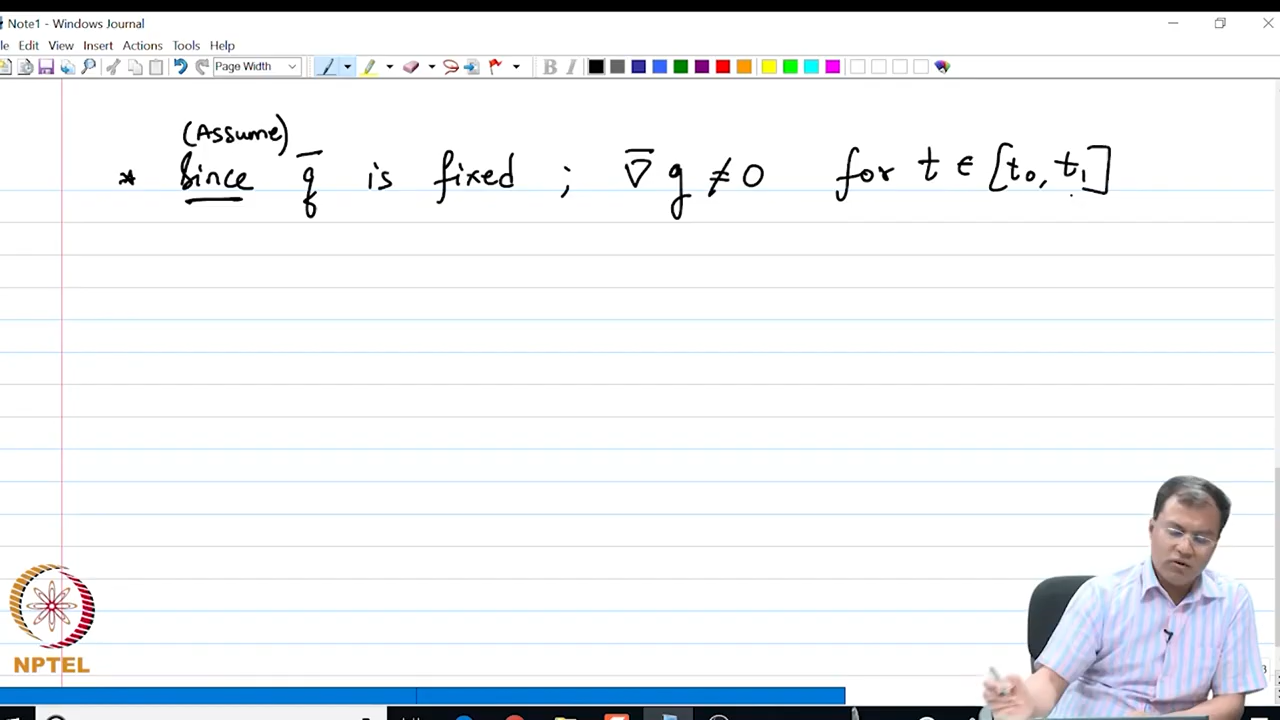 Note1 - Windows Journal
le Edit View Insert Actions Tools Help
Page Width
(Assume)
* Since q̄ is fixed ; ∇̄ g ≠ 0 for t ∈ [t₀, t₁]
NPTEL